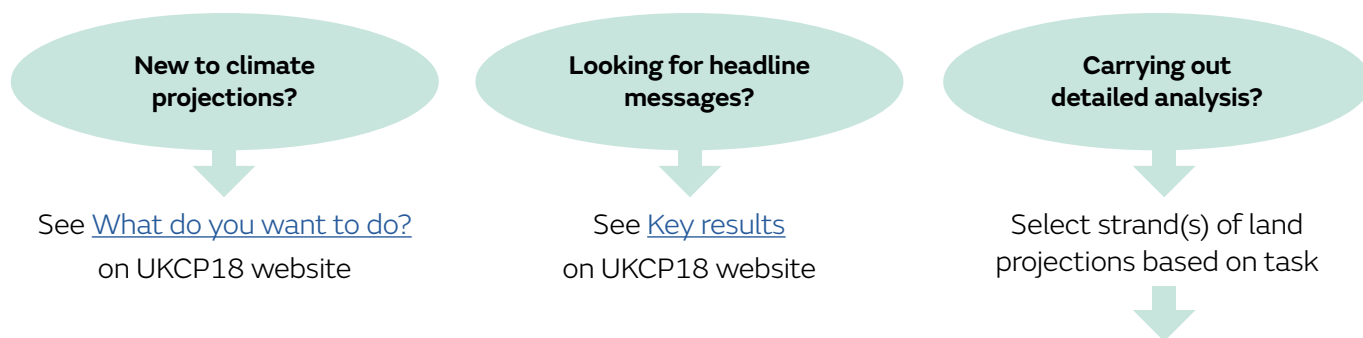 New to climate
projections?
See What do you want to do?
on UKCP18 website
Looking for headline
messages?
See Key results
on UKCP18 website
Carrying out
detailed analysis?
Select strand(s) of land
projections based on task